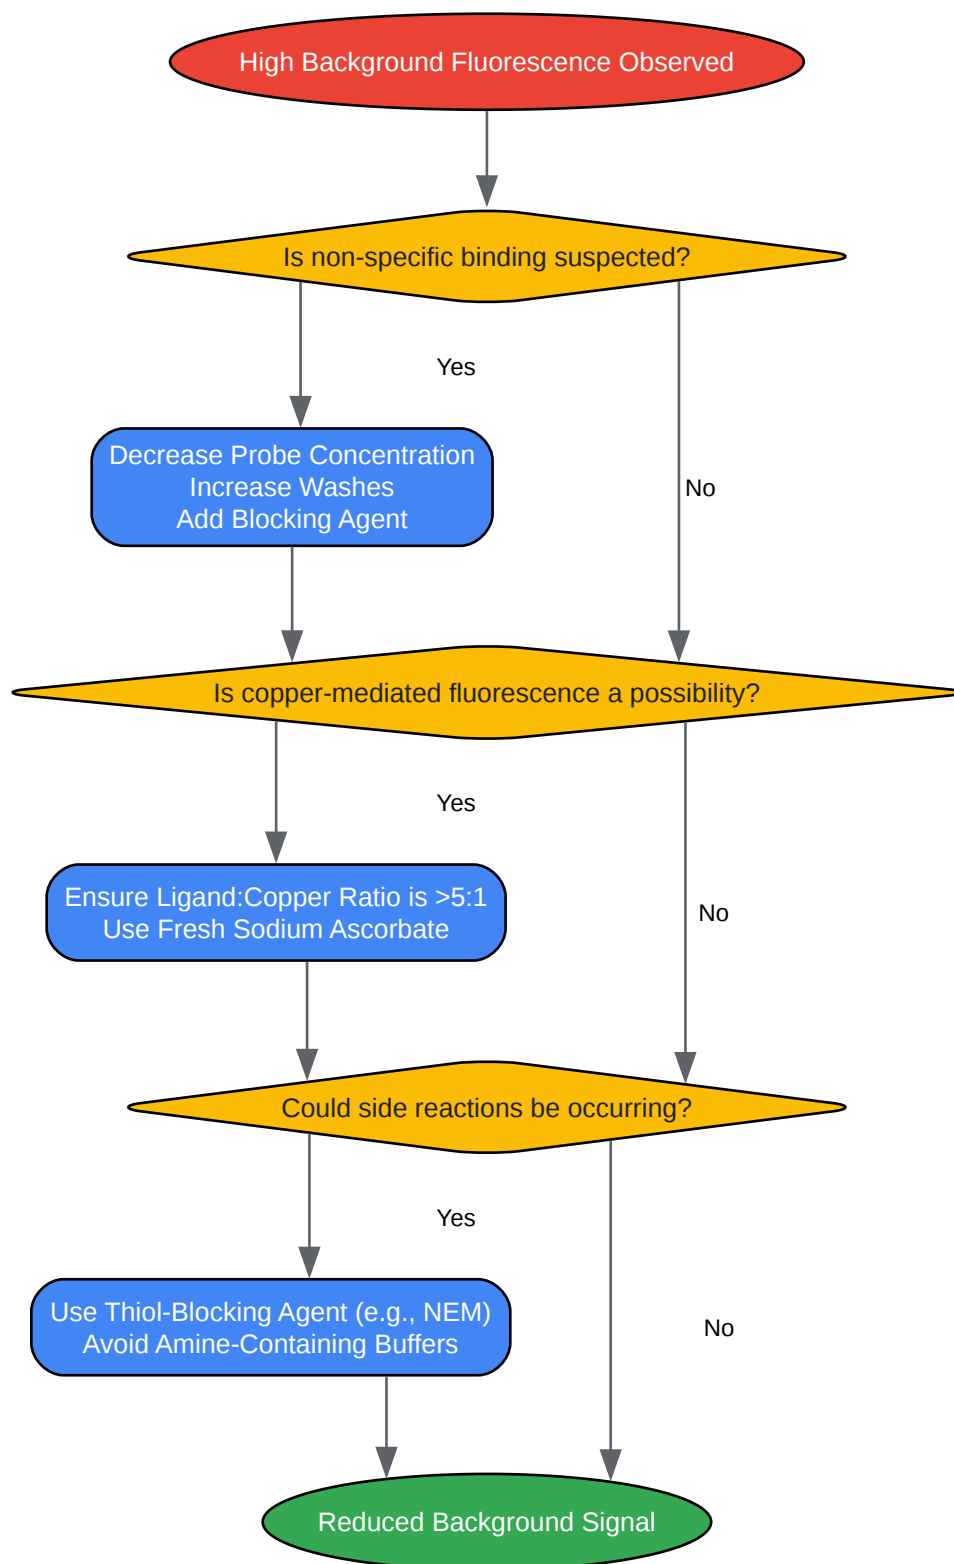 High Background Fluorescence Observed
Is non-specific binding suspected?
Yes
Decrease Probe Concentration
Increase Washes
Add Blocking Agent
No
Is copper-mediated fluorescence a possibility?
Yes
Ensure Ligand:Copper Ratio is >5:1
Use Fresh Sodium Ascorbate
No
Could side reactions be occurring?
Yes
Use Thiol-Blocking Agent (e.g., NEM)
Avoid Amine-Containing Buffers
No
Reduced Background Signal